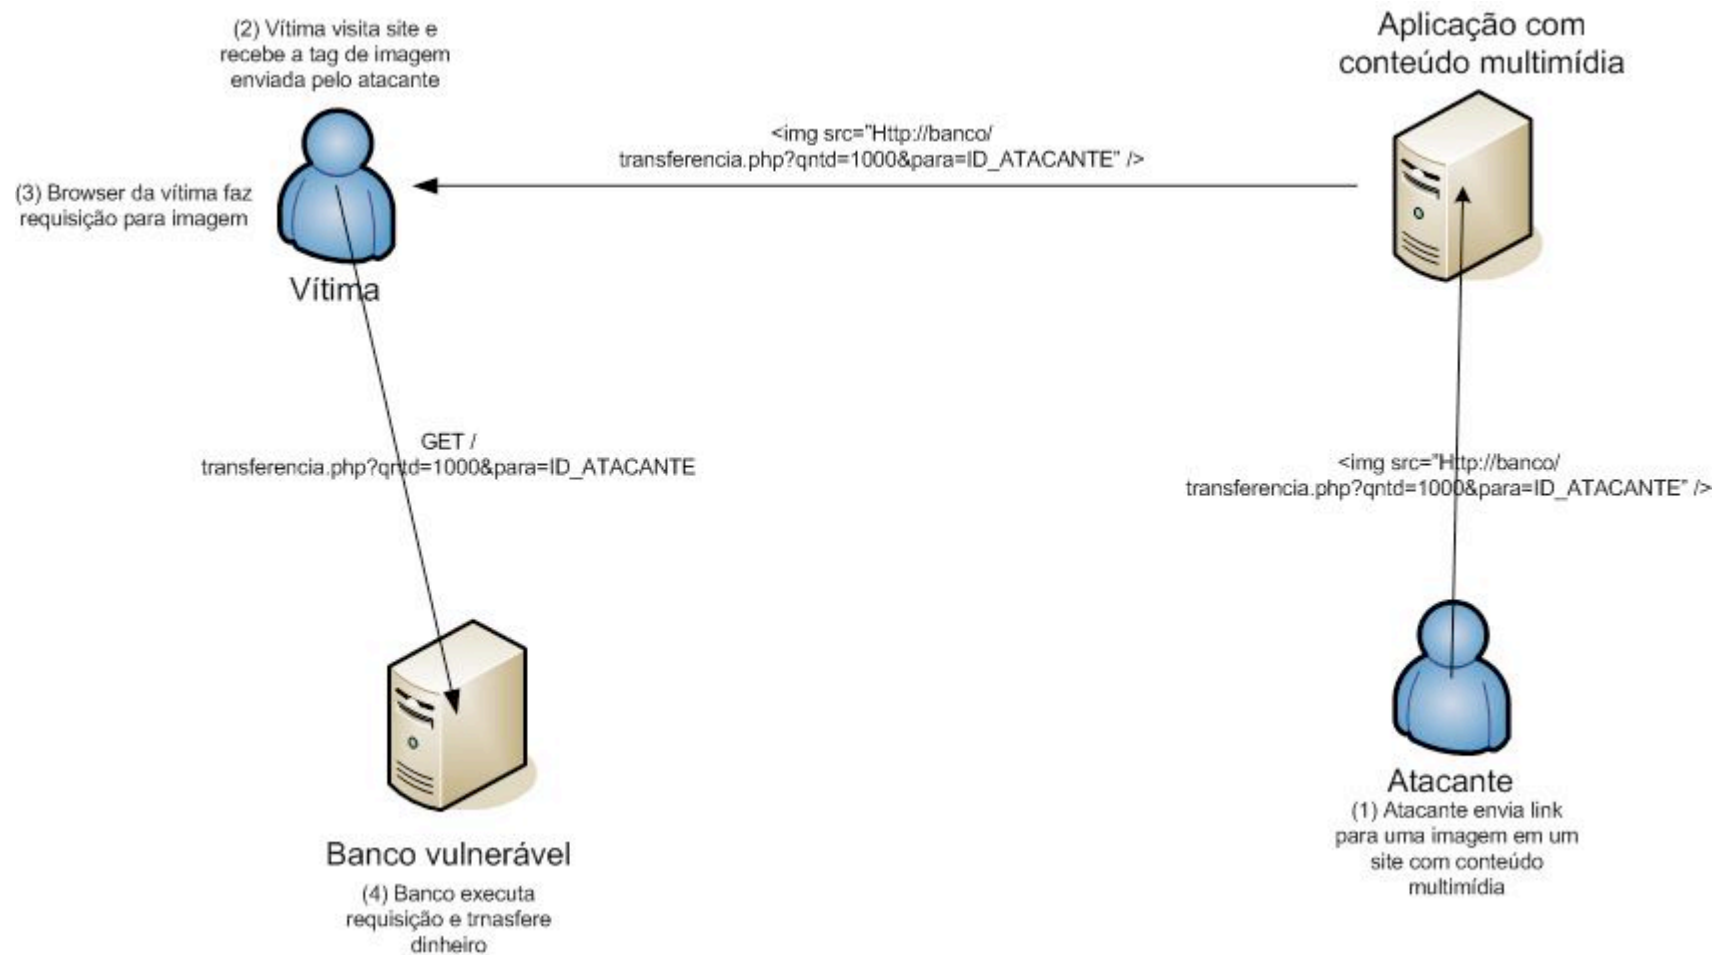 (2) Vítima visita site e
recebe a tag de imagem
enviada pelo atacante
Aplicação com
conteúdo multimídia
<img src="Http://banco/
transferencia.php?qntd=1000&para=ID_ATACANTE" />
(3) Browser da vítima faz
requisição para imagem
Vítima
GET /
transferencia.php?qntd=1000&para=ID_ATACANTE
<img src="Http://banco/
transferencia.php?qntd=1000&para=ID_ATACANTE" />
Atacante
(1) Atacante envia link
para uma imagem em um
site com conteúdo
multimídia
Banco vulnerável
(4) Banco executa
requisição e trnasfere
dinheiro